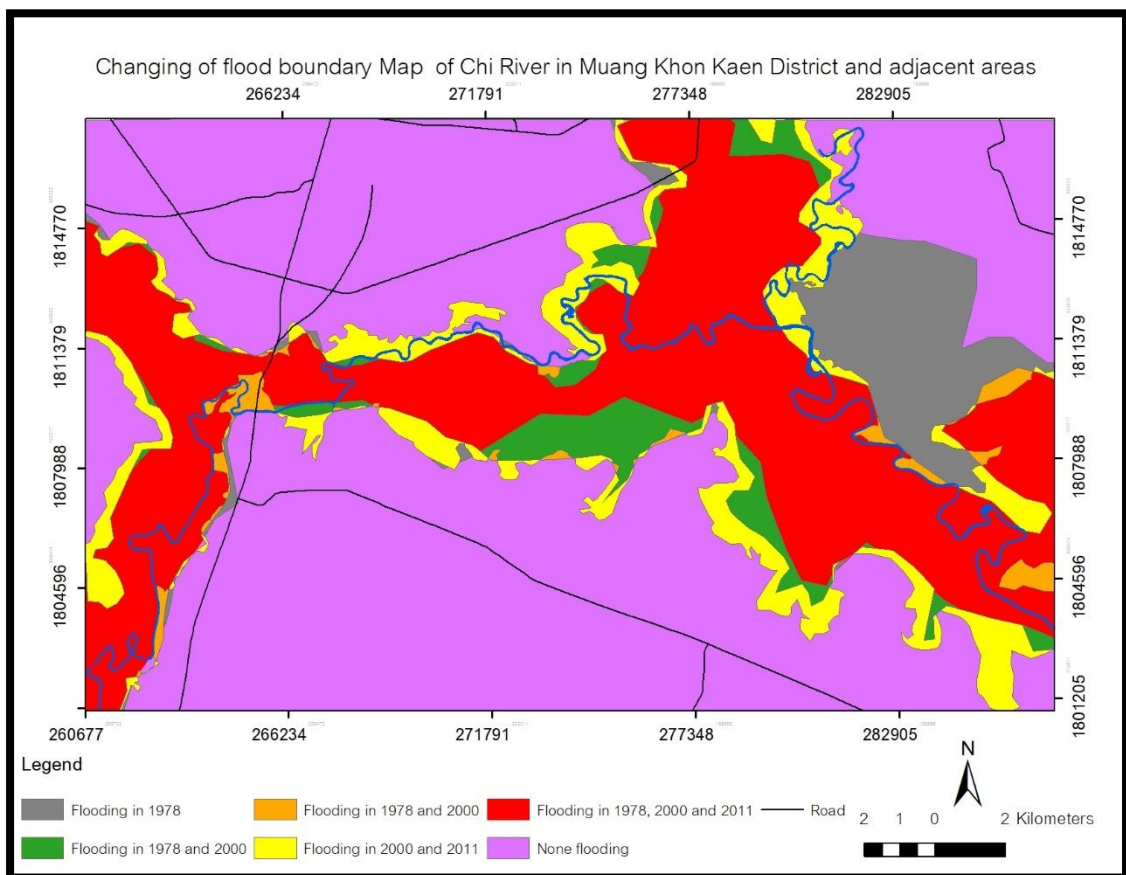 Changing of flood boundary Map of Chi River in Muang Khon Kaen District and adjacent areas
266234 271791 277348 282905
1814770 1814770
1811379 1811379
1807988 1807988
1804596 1804596
1801205
260677 266234 271791 277348 282905
Legend
N
Flooding in 1978 Flooding in 1978 and 2000 Flooding in 1978, 2000 and 2011 Road
2 1 0 2 Kilometers
Flooding in 1978 and 2000 Flooding in 2000 and 2011 None flooding